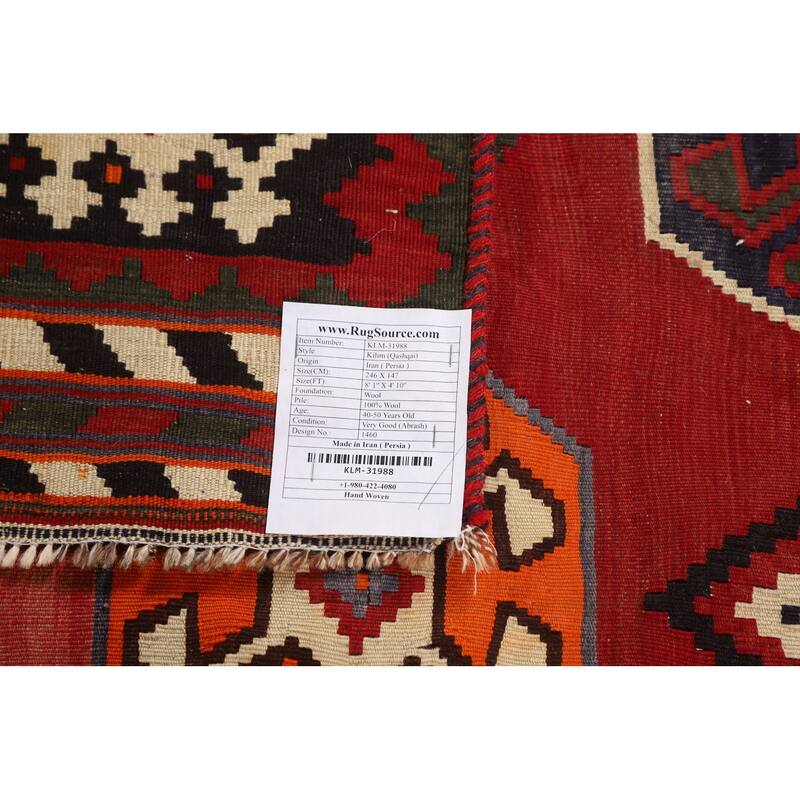 www.RugSource.com
Item Number: KLM-31988
Style Kilim (Qashqai)
Origin Iran ( Persia )
Size(CM): 246 X 147
Size(FT): 8' 1" X 4' 10"
Foundation: Wool
Pile: 100% Wool
Age: 40-50 Years Old
Condition: Very Good (Abrash)
Design No.: 1460
Made in Iran ( Persia )
KLM-31988
+1-980-422-4080
Hand Woven